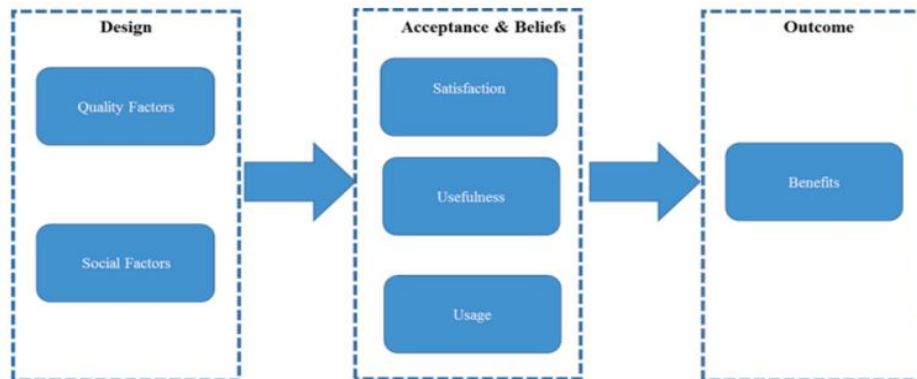 Design
Quality Factors
Social Factors
Acceptance & Beliefs
Satisfaction
Usefulness
Usage
Outcome
Benefits